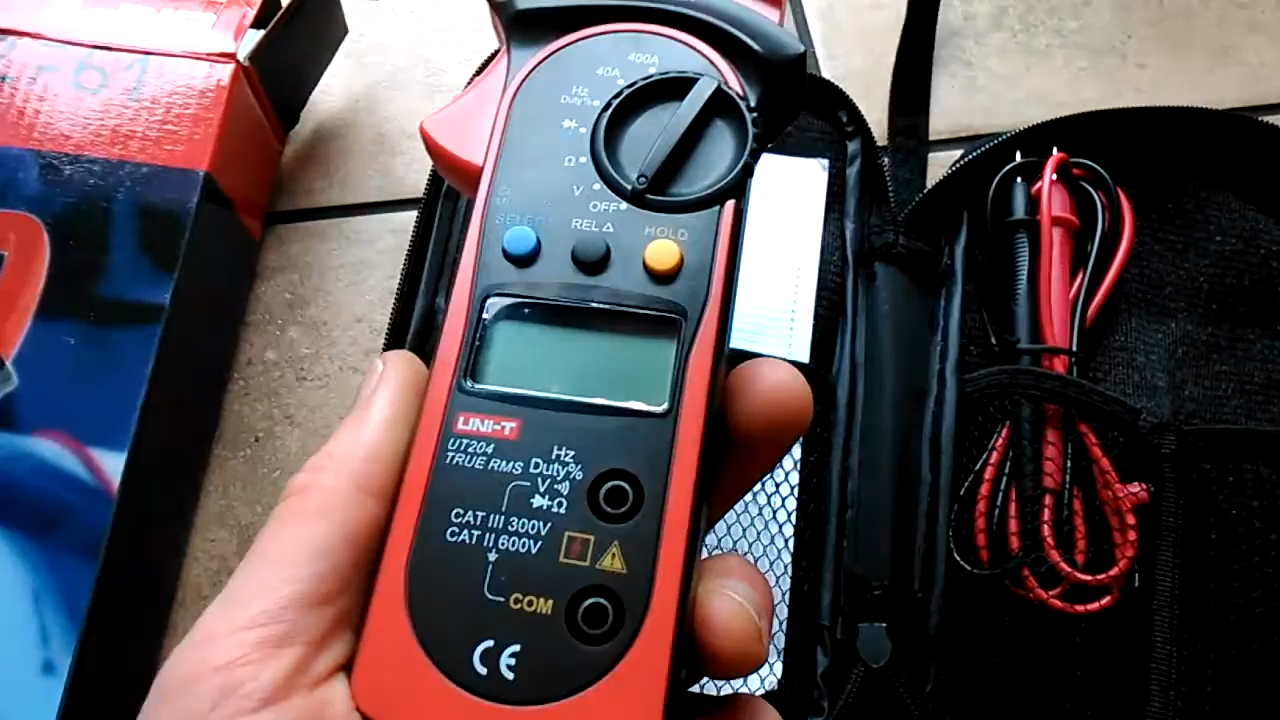 -61
400A
40A
Hz
Duty%
Ω
V
OFF
SELECT
REL△
HOLD
UNI-T
UT204
TRUE RMS
Hz
Duty%
V
Ω
CAT III 300V
CAT II 600V
COM
CE